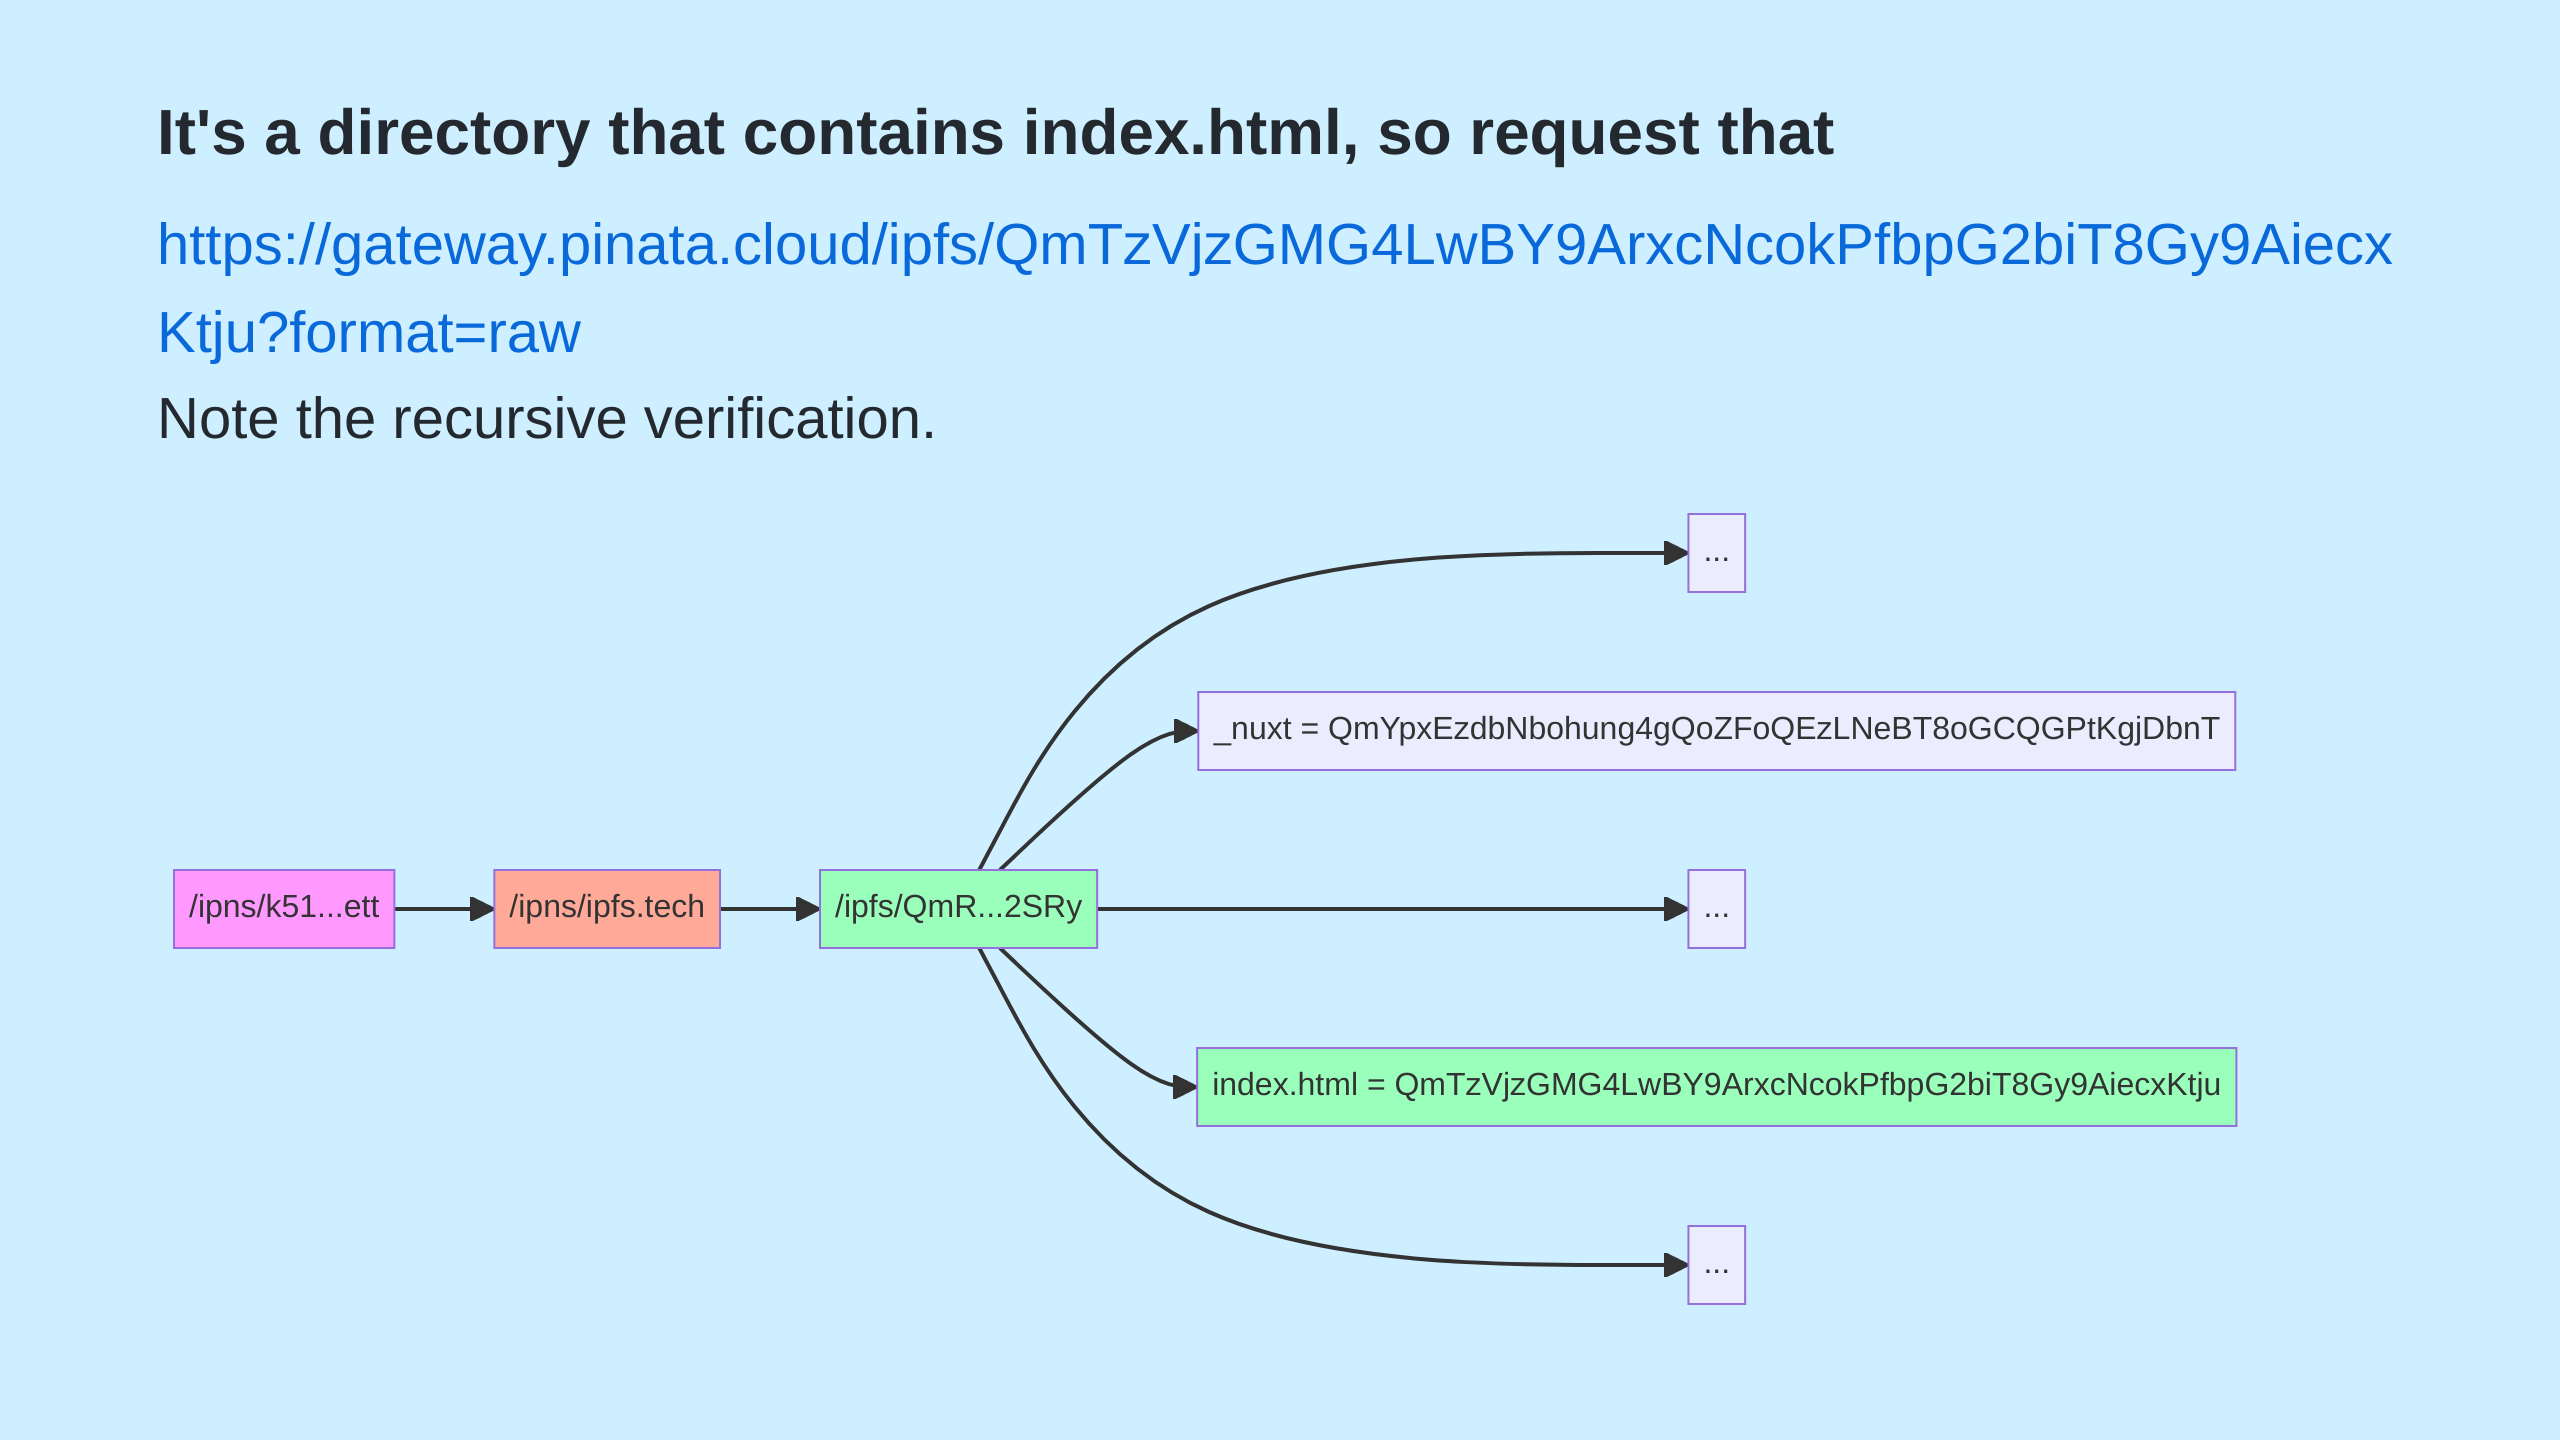 It's a directory that contains index.html, so request that
https://gateway.pinata.cloud/ipfs/QmTzVjzGMG4LwBY9ArxcNcokPfbpG2biT8Gy9Aiecx
Ktju?format=raw
Note the recursive verification.
...
_nuxt = QmYpxEzdbNbohung4gQoZFoQEzLNeBT8oGCQGPtKgjDbnT
/ipns/k51...ett
/ipns/ipfs.tech
/ipfs/QmR...2SRy
...
index.html = QmTzVjzGMG4LwBY9ArxcNcokPfbpG2biT8Gy9AiecxKtju
...